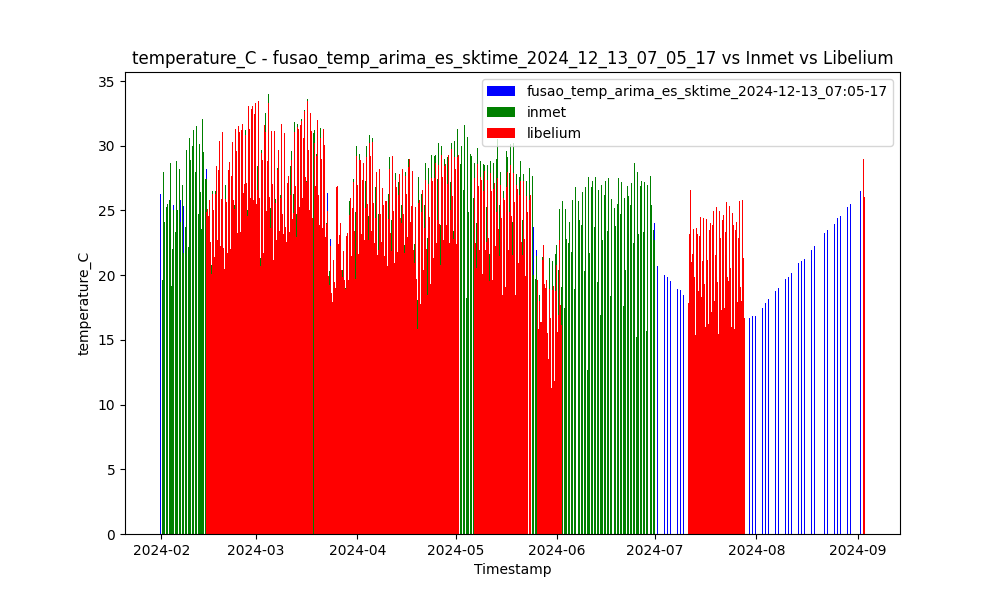 temperature_C - fusao_temp_arima_es_sktime_2024_12_13_07_05_17 vs Inmet vs Libelium
fusao_temp_arima_es_sktime_2024-12-13_07:05-17
inmet
libelium
temperature_C
35
30
25
20
15
10
5
0
2024-02 2024-03 2024-04 2024-05 2024-06 2024-07 2024-08 2024-09
Timestamp